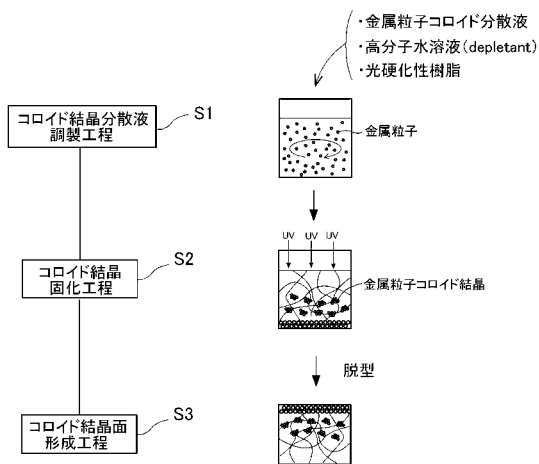 ・金属粒子コロイド分散液
・高分子水溶液(depletant)
・光硬化性樹脂
コロイド結晶分散液
調製工程
S1
金属粒子
UV UV UV
コロイド結晶
固化工程
S2
金属粒子コロイド結晶
脱型
コロイド結晶面
形成工程
S3